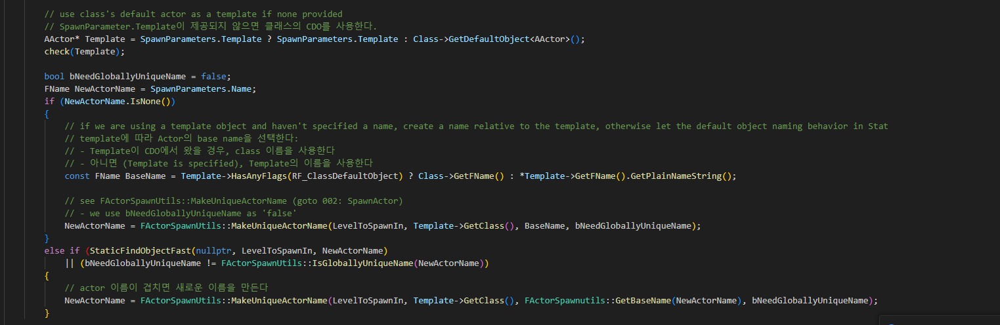 // use class's default actor as a template if none provided
// SpawnParameter.Template이 제공되지 않으면 클래스의 CDO를 사용한다.
AActor* Template = SpawnParameters.Template ? SpawnParameters.Template : Class->GetDefaultObject<AActor>();
check(Template);
bool bNeedGloballyUniqueName = false;
FName NewActorName = SpawnParameters.Name;
if (NewActorName.IsNone())
{
// if we are using a template object and haven't specified a name, create a name relative to the template, otherwise let the default object naming behavior in Stat
// template에 따라 Actor의 base name을 선택한다:
// - Template이 CDO에서 왔을 경우, class 이름을 사용한다
// - 아니면 (Template is specified), Template의 이름을 사용한다
const FName BaseName = Template->HasAnyFlags(RF_ClassDefaultObject) ? Class->GetFName() : *Template->GetFName().GetPlainNameString();
// see FActorSpawnUtils::MakeUniqueActorName (goto 002: SpawnActor)
// - we use bNeedGloballyUniqueName as 'false'
NewActorName = FActorSpawnUtils::MakeUniqueActorName(LevelToSpawnIn, Template->GetClass(), BaseName, bNeedGloballyUniqueName);
}
else if (StaticFindObjectFast(nullptr, LevelToSpawnIn, NewActorName)
|| (bNeedGloballyUniqueName != FActorSpawnUtils::IsGloballyUniqueName(NewActorName))
{
// actor 이름이 겹치면 새로운 이름을 만든다
NewActorName = FActorSpawnUtils::MakeUniqueActorName(LevelToSpawnIn, Template->GetClass(), FActorSpawnutils::GetBaseName(NewActorName), bNeedGloballyUniqueName);
}